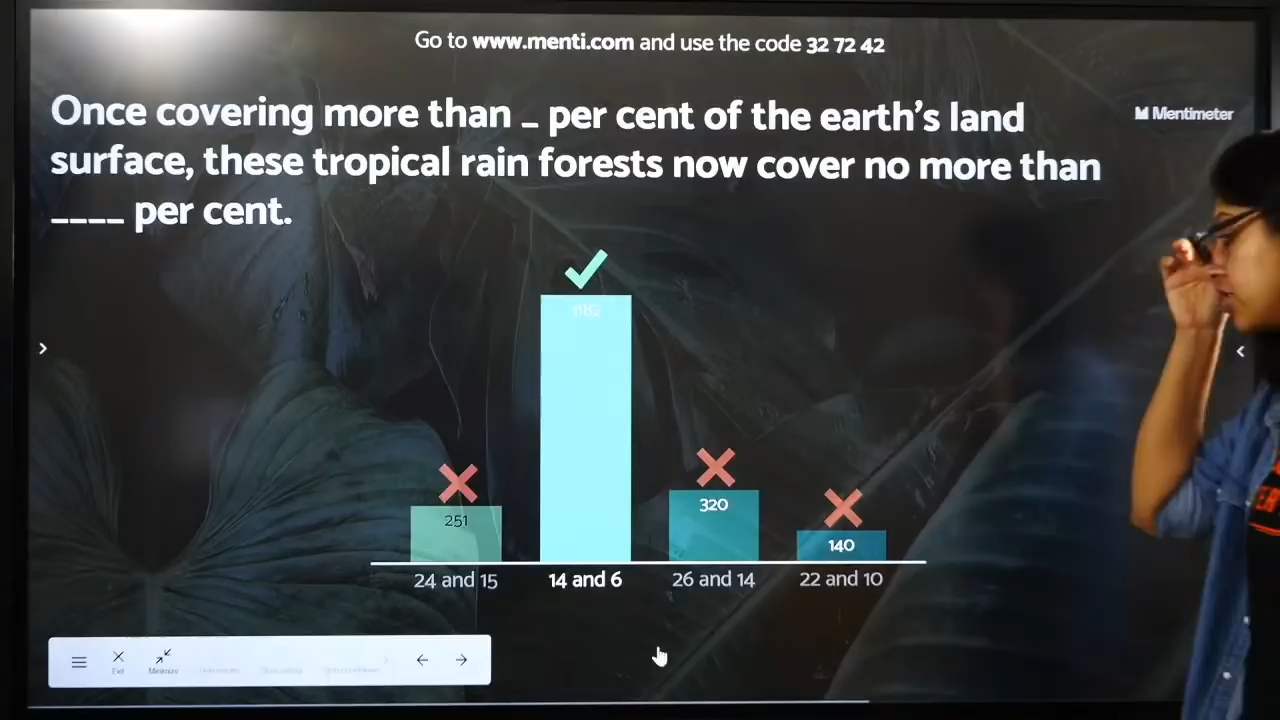 Go to www.menti.com and use the code 32 72 42
Once covering more than _ per cent of the earth's land
surface, these tropical rain forests now cover no more than
____ per cent.
Mentimeter
251
320
140
24 and 15
14 and 6
26 and 14
22 and 10
Exit
Minimize